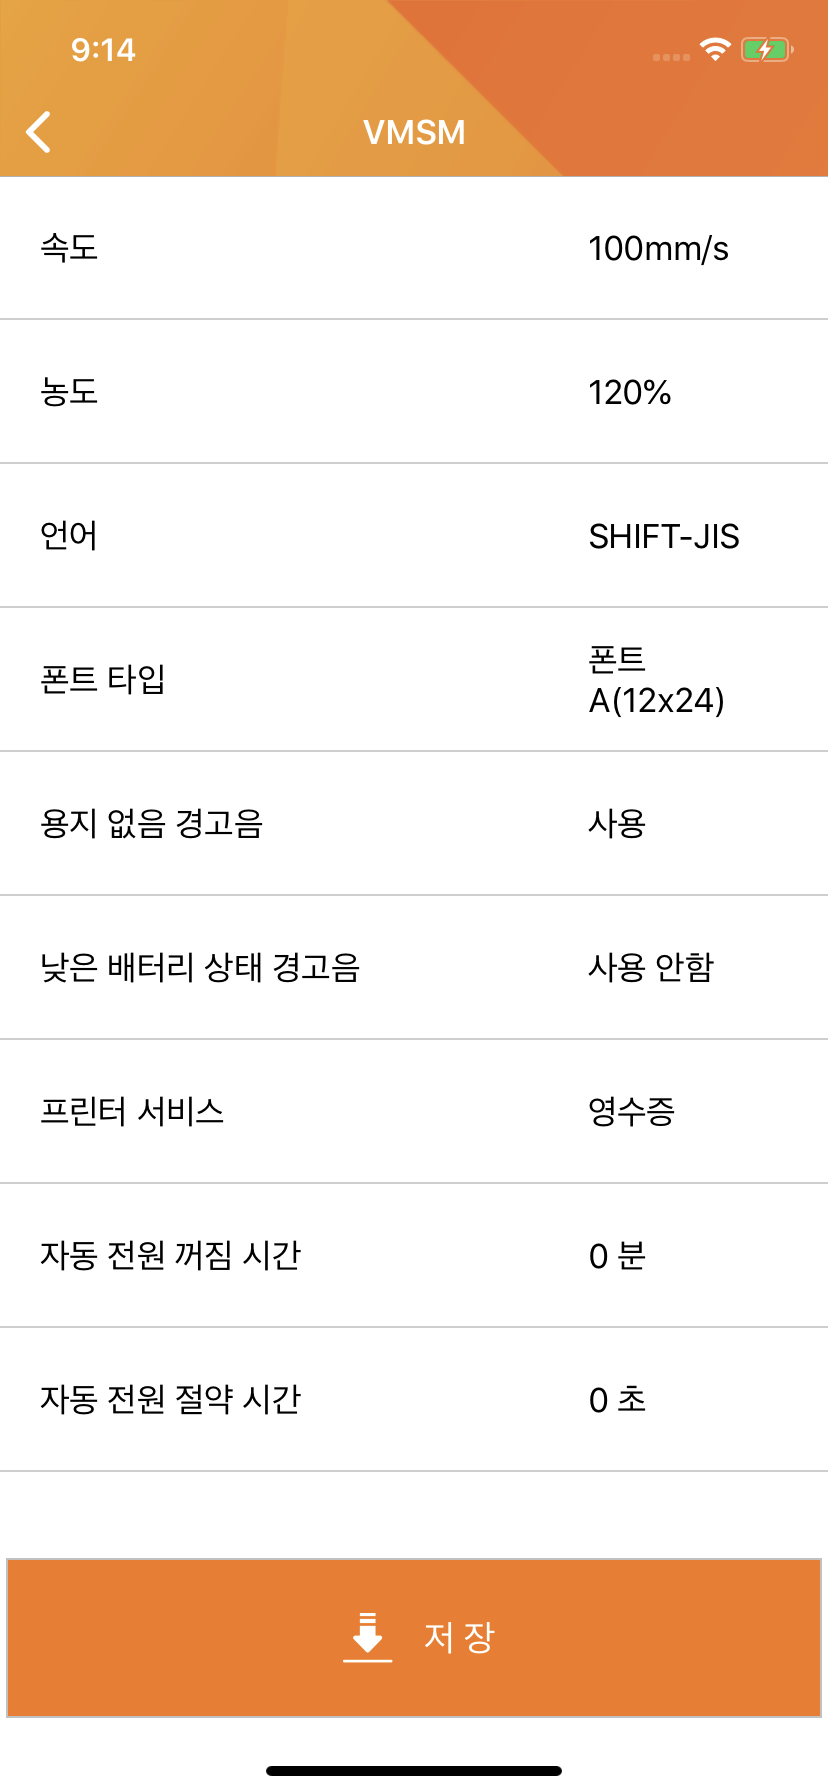 9:14
VMSM
속도 100mm/s
농도 120%
언어 SHIFT-JIS
폰트 타입 폰트
A(12x24)
용지 없음 경고음 사용
낮은 배터리 상태 경고음 사용 안함
프린터 서비스 영수증
자동 전원 꺼짐 시간 0 분
자동 전원 절약 시간 0 초
저 장